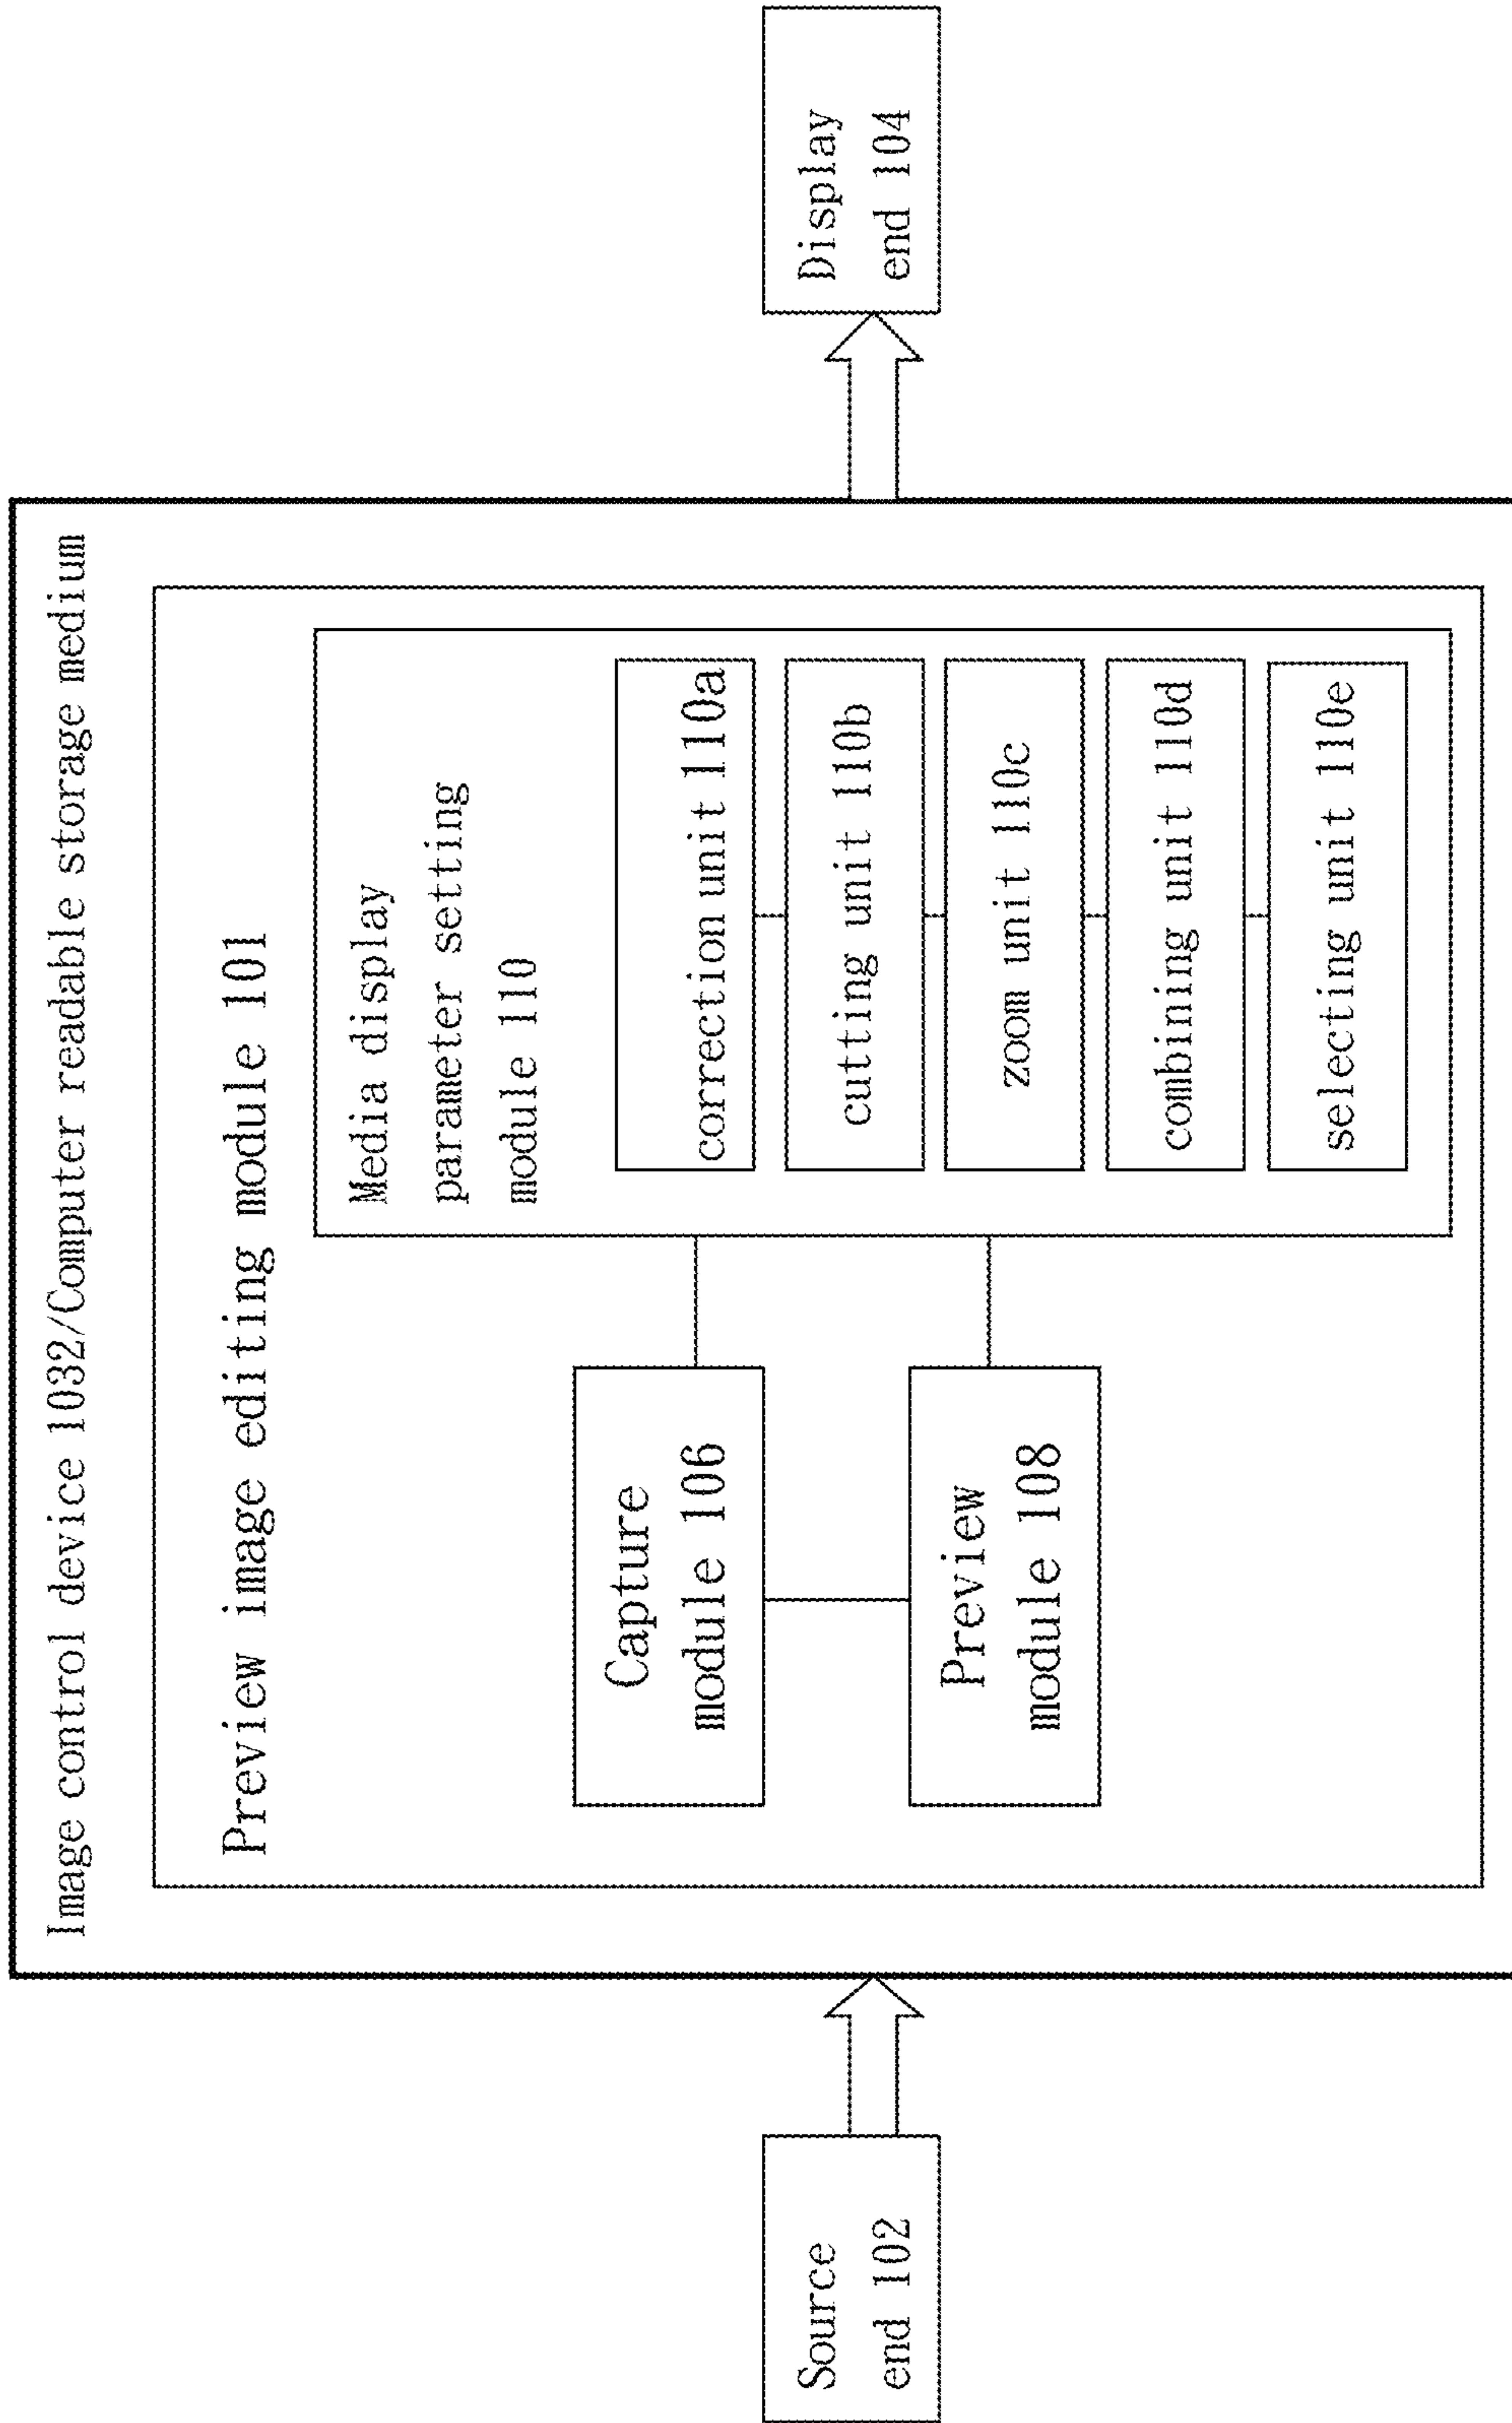 Image control device 1032/Computer readable storage medium
Preview image editing module 101
Source
end 102
Capture
module 106
Preview
module 108
Media display
parameter setting
module 110
correction unit 110a
cutting unit 110b
zoom unit 110c
combining unit 110d
selecting unit 110e
Display
end 104